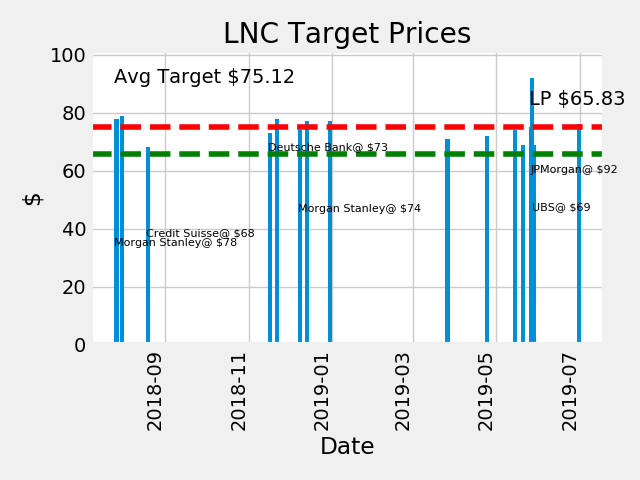 LNC Target Prices
100
Avg Target $75.12
LP $65.83
80
Deutsche Bank@ $73
60
JPMorgan@ $92
$
Morgan Stanley@ $74
UBS@ $69
40
Credit Suisse@ $68
Morgan Stanley@ $78
20
0
2018-09
2018-11
2019-01
2019-03
2019-05
2019-07
Date